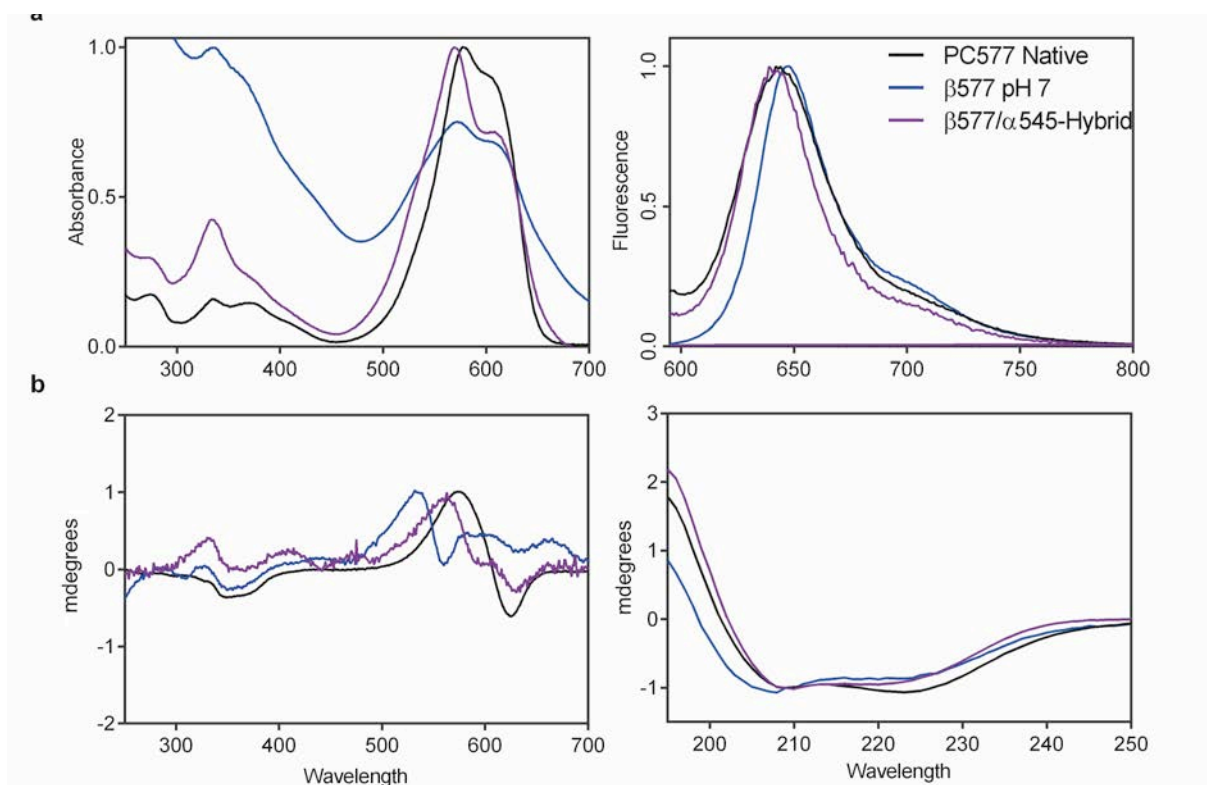 a
1.0
0.5
0.0
Absorbance
300 400 500 600 700
1.0
0.5
0.0
Fluorescence
600 650 700 750 800
PC577 Native
β577 pH 7
β577/α545-Hybrid
b
2
1
0
-1
-2
mdegrees
300 400 500 600 700
Wavelength
3
2
1
0
-1
mdegrees
200 210 220 230 240 250
Wavelength